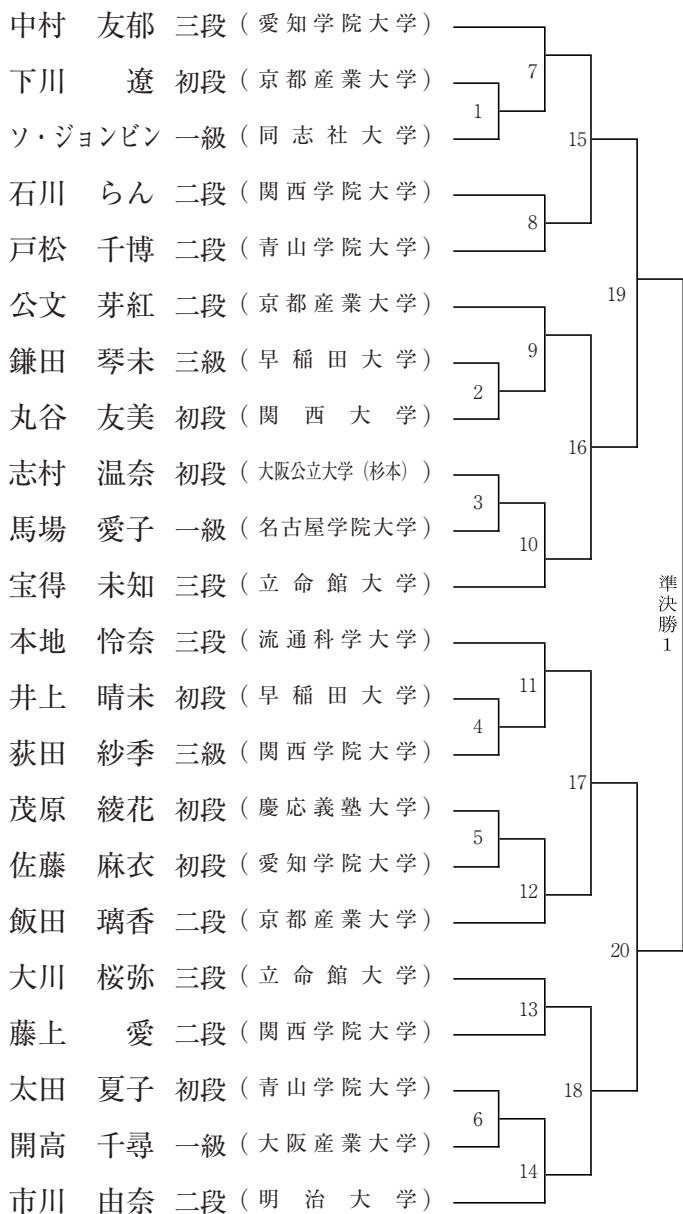 中村 友郁 三段 (愛知学院大学)
下川 遼 初段 (京都産業大学)
ソ・ジョンビン 一級 (同志社大学)
石川 らん 二段 (関西学院大学)
戸松 千博 二段 (青山学院大学)
公文 芽紅 二段 (京都産業大学)
鎌田 琴未 三級 (早稲田大学)
丸谷 友美 初段 (関西大学)
志村 温奈 初段 (大阪公立大学(杉本))
馬場 愛子 一級 (名古屋学院大学)
宝得 未知 三段 (立命館大学)
本地 怜奈 三段 (流通科学大学)
井上 晴未 初段 (早稲田大学)
荻田 紗季 三級 (関西学院大学)
茂原 綾花 初段 (慶応義塾大学)
佐藤 麻衣 初段 (愛知学院大学)
飯田 璃香 二段 (京都産業大学)
大川 桜弥 三段 (立命館大学)
藤上 愛 二段 (関西学院大学)
太田 夏子 初段 (青山学院大学)
開高 千尋 一級 (大阪産業大学)
市川 由奈 二段 (明治大学)
1
2
3
4
5
6
7
8
9
10
11
12
13
14
15
16
17
18
19
20
準決勝1